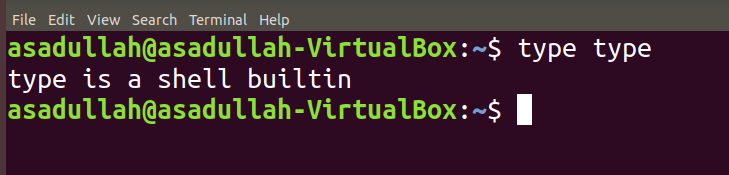 File Edit View Search Terminal Help
asadullah@asadullah-VirtualBox:~$ type type
type is a shell builtin
asadullah@asadullah-VirtualBox:~$